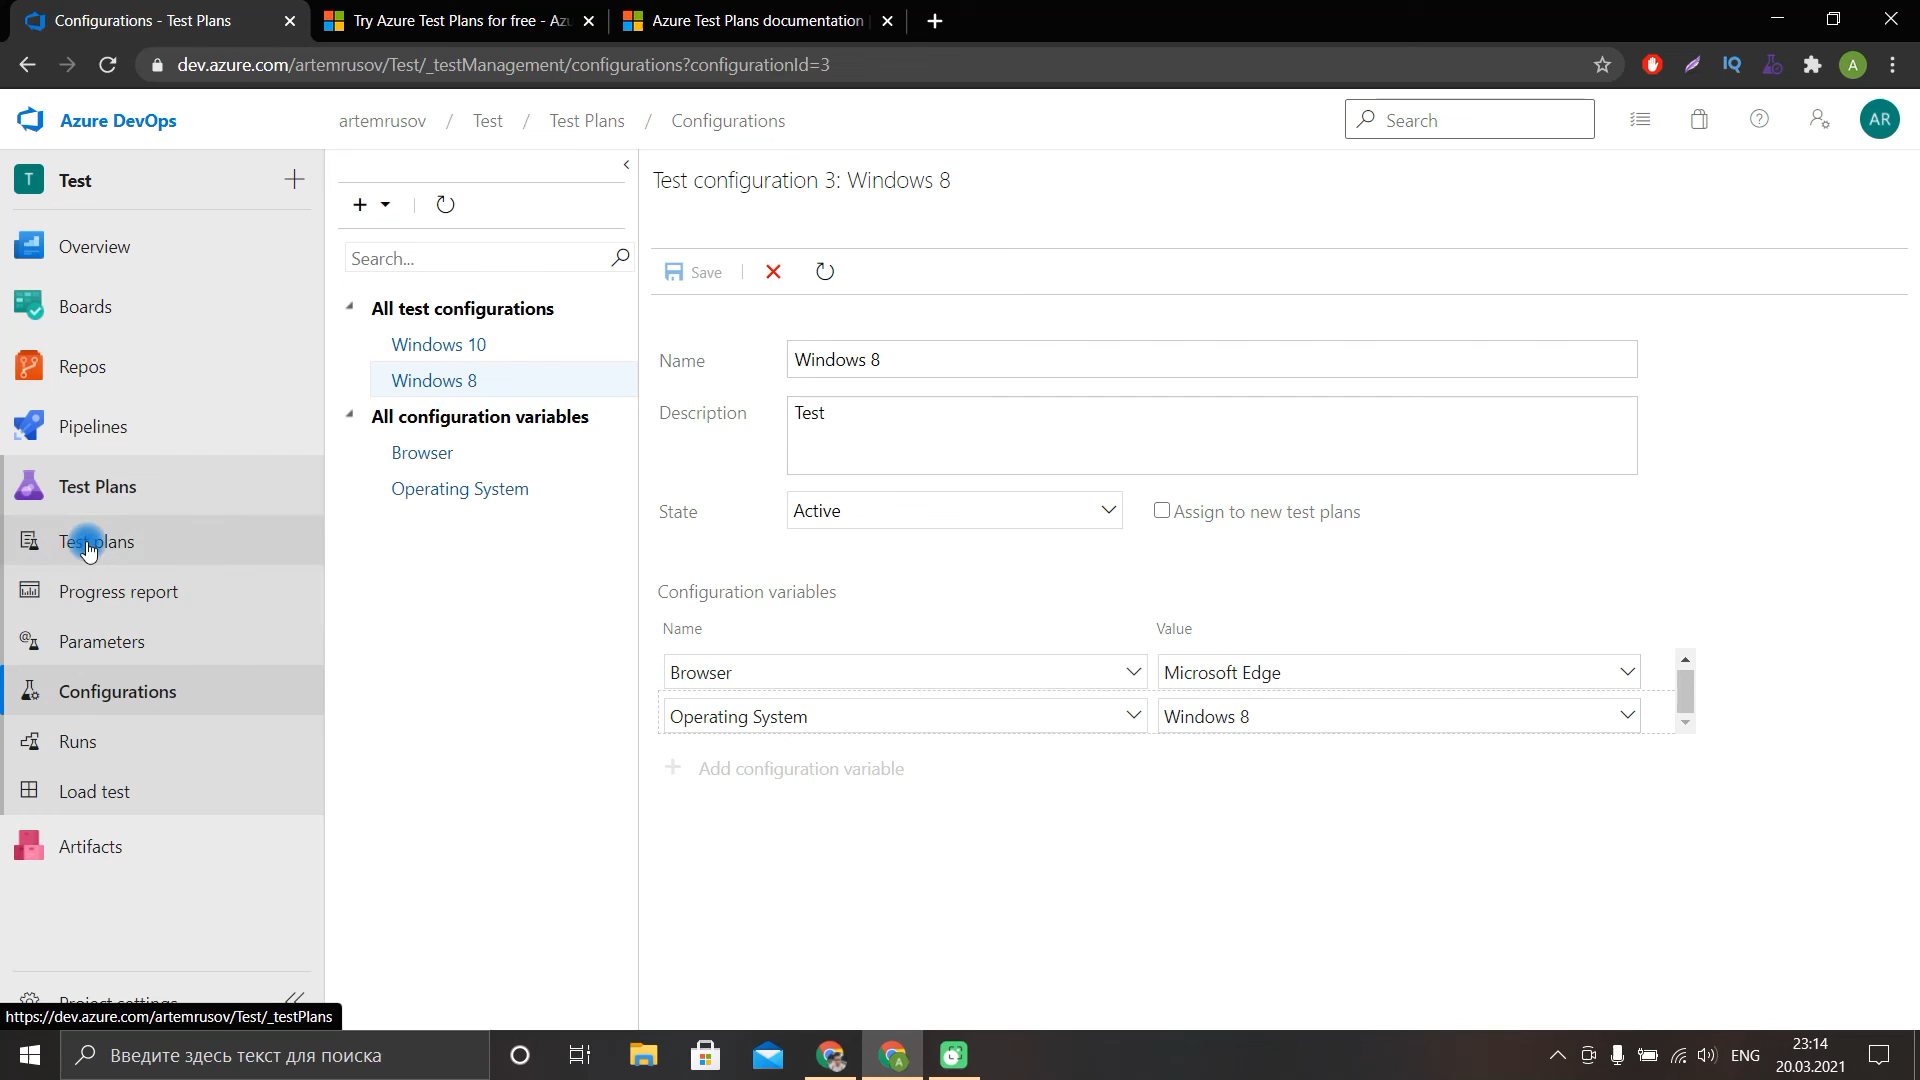 Configurations - Test Plans
Try Azure Test Plans for free - Azu
Azure Test Plans documentation
dev.azure.com/artemrusov/Test/_testManagement/configurations?configurationId=3
IQ
A
Azure DevOps
artemrusov / Test / Test Plans / Configurations
Search
AR
T Test
Overview
Boards
Repos
Pipelines
Test Plans
Test plans
Progress report
Parameters
Configurations
Runs
Load test
Artifacts
Project settings
https://dev.azure.com/artemrusov/Test/_testPlans
Search...
All test configurations
Windows 10
Windows 8
All configuration variables
Browser
Operating System
Test configuration 3: Windows 8
Save
Name
Windows 8
Description
Test
State
Active
Assign to new test plans
Configuration variables
Name Value
Browser Microsoft Edge
Operating System Windows 8
Add configuration variable
Введите здесь текст для поиска
ENG
23:14
20.03.2021